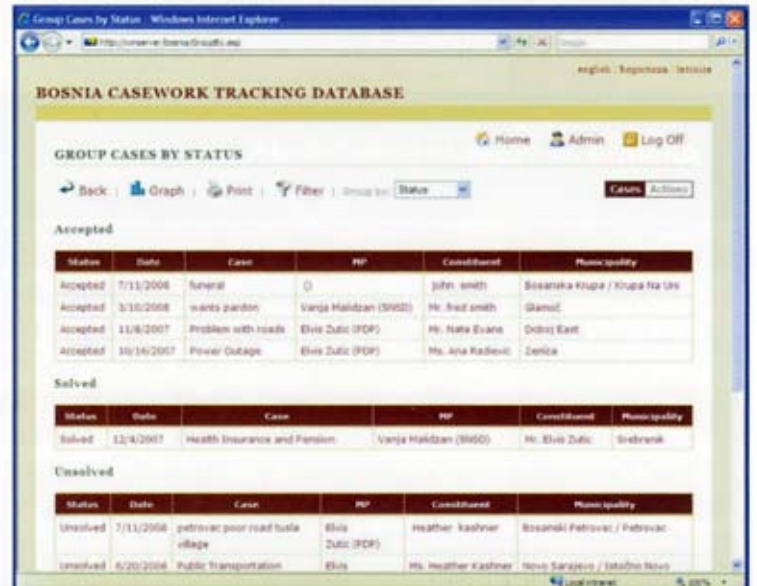 Group Cases by Status - Windows Internet Explorer
english
BOSNIA CASEWORK TRACKING DATABASE
Home Admin Log Off
GROUP CASES BY STATUS
Back | Graph | Print | Filter | Group by: Status
Cases Actions
Accepted
Status Date Case MP Constituent Municipality
Accepted 7/11/2008 funeral () john smith Bosanska Krupa / Krupa Na Uni
Accepted 3/10/2008 wants pardon Vanja Malidzan (SNSD) Mr. fred smith Glamoč
Accepted 11/8/2007 Problem with roads Elvis Zutic (PDP) Mr. Nate Evans Doboj East
Accepted 10/16/2007 Power Outage Elvis Zutic (PDP) Ms. Ana Radievic Zenica
Solved
Status Date Case MP Constituent Municipality
Solved 12/4/2007 Health Insurance and Pension Vanja Malidzan (SNSD) Mr. Elvis Zutic Srebrenik
Unsolved
Status Date Case MP Constituent Municipality
Unsolved 7/11/2008 petrovac poor road tusla Elvis heather kashner Bosanski Petrovac / Petrovac
village Zutic (PDP)
Unsolved 6/20/2008 Public Transportation Elvis Ms. Heather Kashner Novo Sarajevo / Istočno Novo
Local intranet 100%